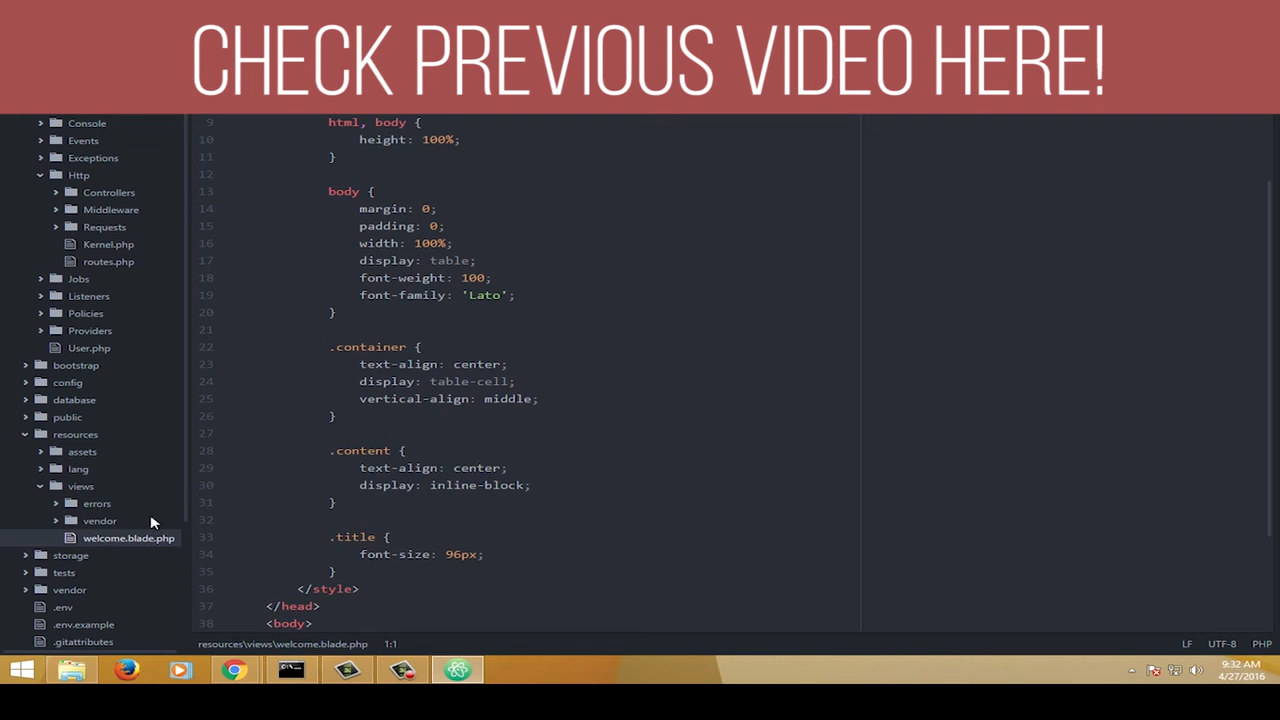 CHECK PREVIOUS VIDEO HERE!
Console
Events
Exceptions
Http
Controllers
Middleware
Requests
Kernel.php
routes.php
Jobs
Listeners
Policies
Providers
User.php
bootstrap
config
database
public
resources
assets
lang
views
errors
vendor
welcome.blade.php
storage
tests
vendor
.env
.env.example
.gitattributes
9 html, body {
10 height: 100%;
11 }
12
13 body {
14 margin: 0;
15 padding: 0;
16 width: 100%;
17 display: table;
18 font-weight: 100;
19 font-family: 'Lato';
20 }
21
22 .container {
23 text-align: center;
24 display: table-cell;
25 vertical-align: middle;
26 }
27
28 .content {
29 text-align: center;
30 display: inline-block;
31 }
32
33 .title {
34 font-size: 96px;
35 }
36 </style>
37 </head>
38 <body>
resources\views\welcome.blade.php 1:1 LF UTF-8 PHP
9:32 AM
4/27/2016